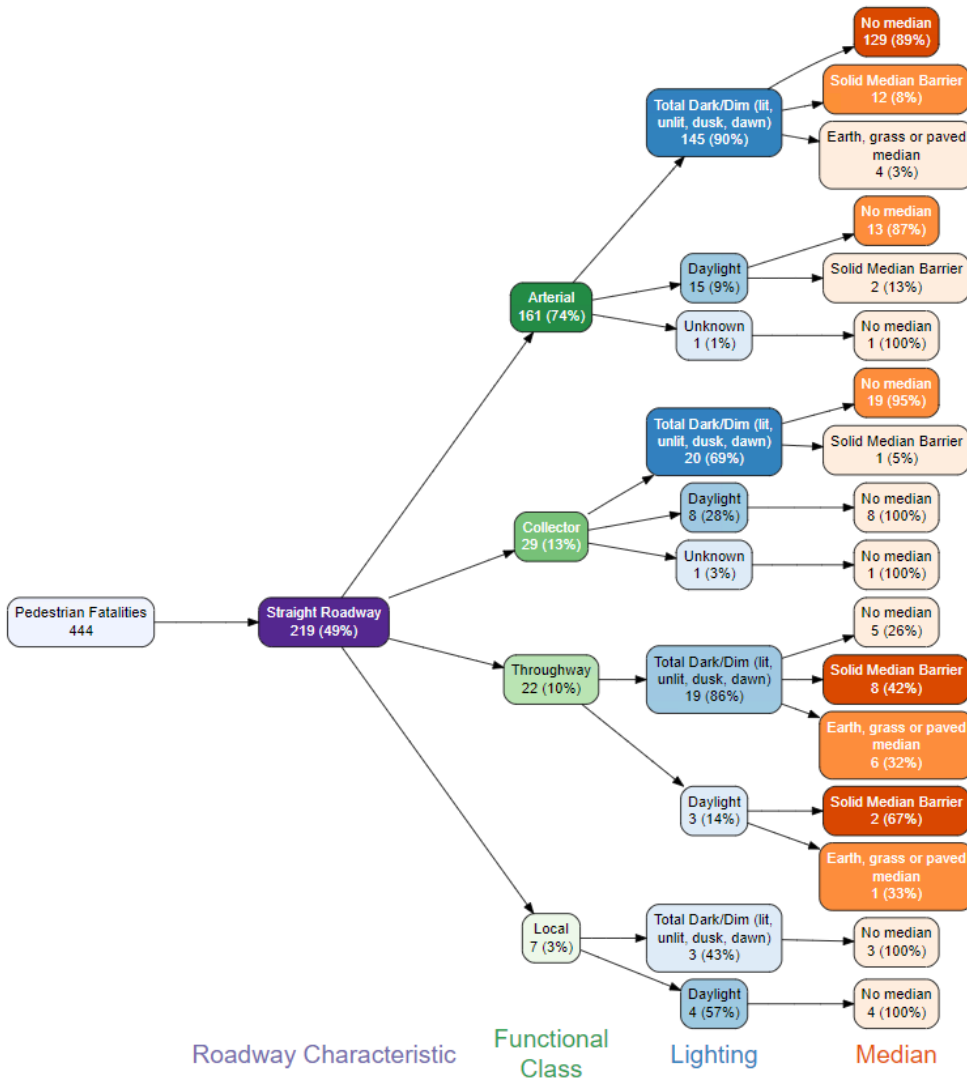 No median
129 (89%)
Solid Median Barrier
12 (8%)
Total Dark/Dim (lit,
unlit, dusk, dawn)
145 (90%)
Earth, grass or paved
median
4 (3%)
No median
13 (87%)
Daylight
15 (9%)
Solid Median Barrier
2 (13%)
Arterial
161 (74%)
Unknown
1 (1%)
No median
1 (100%)
No median
19 (95%)
Total Dark/Dim (lit,
unlit, dusk, dawn)
20 (69%)
Solid Median Barrier
1 (5%)
Daylight
8 (28%)
No median
8 (100%)
Collector
29 (13%)
Unknown
1 (3%)
No median
1 (100%)
Pedestrian Fatalities
444
Straight Roadway
219 (49%)
No median
5 (26%)
Throughway
22 (10%)
Total Dark/Dim (lit,
unlit, dusk, dawn)
19 (86%)
Solid Median Barrier
8 (42%)
Earth, grass or paved
median
6 (32%)
Daylight
3 (14%)
Solid Median Barrier
2 (67%)
Earth, grass or paved
median
1 (33%)
Local
7 (3%)
Total Dark/Dim (lit,
unlit, dusk, dawn)
3 (43%)
No median
3 (100%)
Daylight
4 (57%)
No median
4 (100%)
Roadway Characteristic
Functional
Class
Lighting
Median